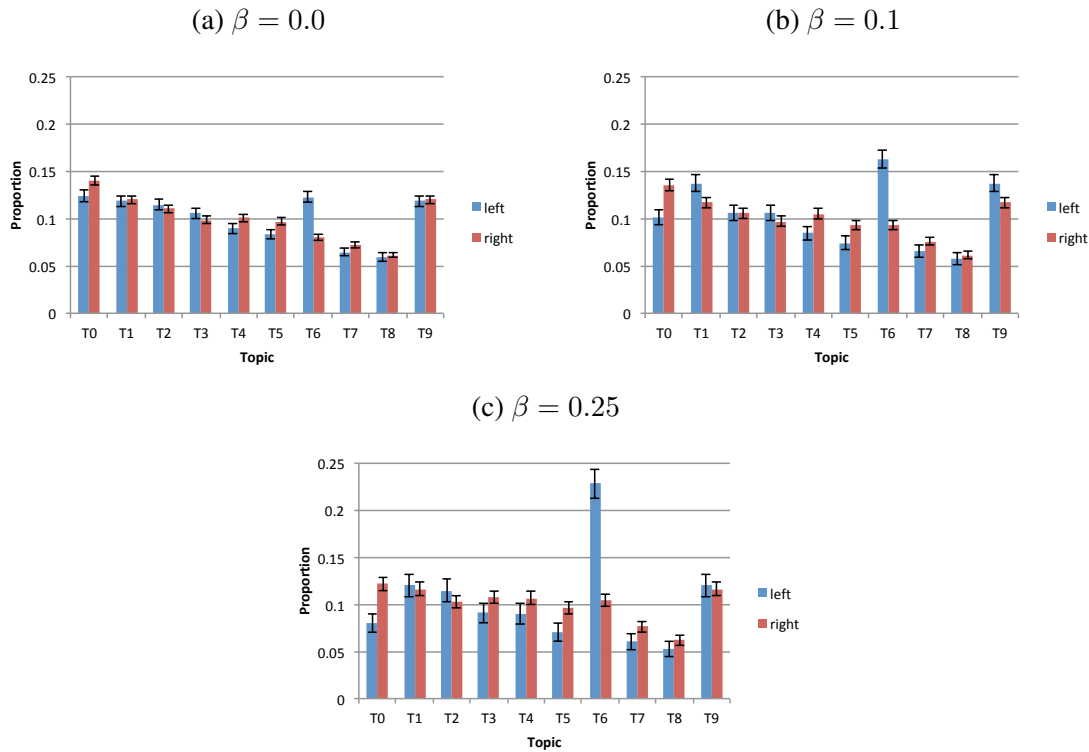 (a) β = 0.0
0.25
0.2
0.15
0.1
0.05
0
Proportion
T0 T1 T2 T3 T4 T5 T6 T7 T8 T9
Topic
left
right
(b) β = 0.1
0.25
0.2
0.15
0.1
0.05
0
Proportion
T0 T1 T2 T3 T4 T5 T6 T7 T8 T9
Topic
left
right
(c) β = 0.25
0.25
0.2
0.15
0.1
0.05
0
Proportion
T0 T1 T2 T3 T4 T5 T6 T7 T8 T9
Topic
left
right